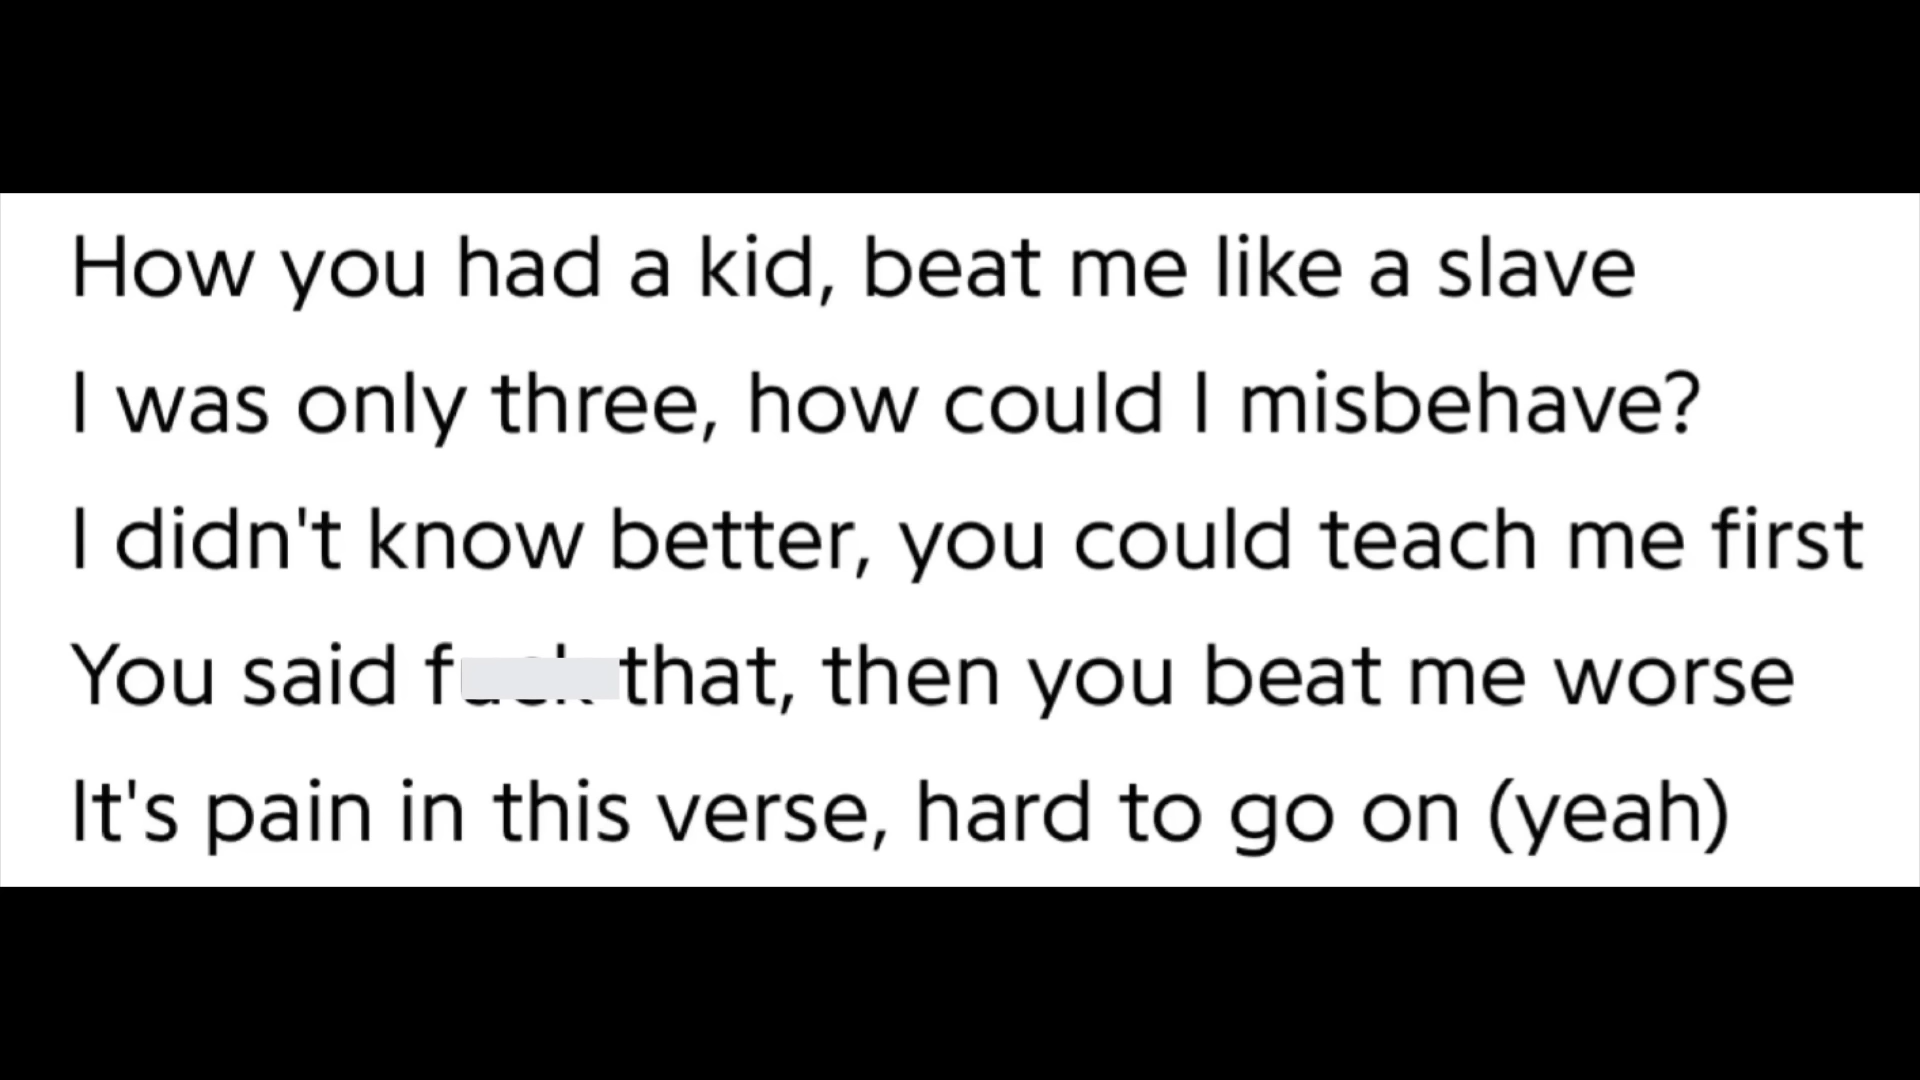 How you had a kid, beat me like a slave
I was only three, how could I misbehave?
I didn't know better, you could teach me first
You said f that, then you beat me worse
It's pain in this verse, hard to go on (yeah)